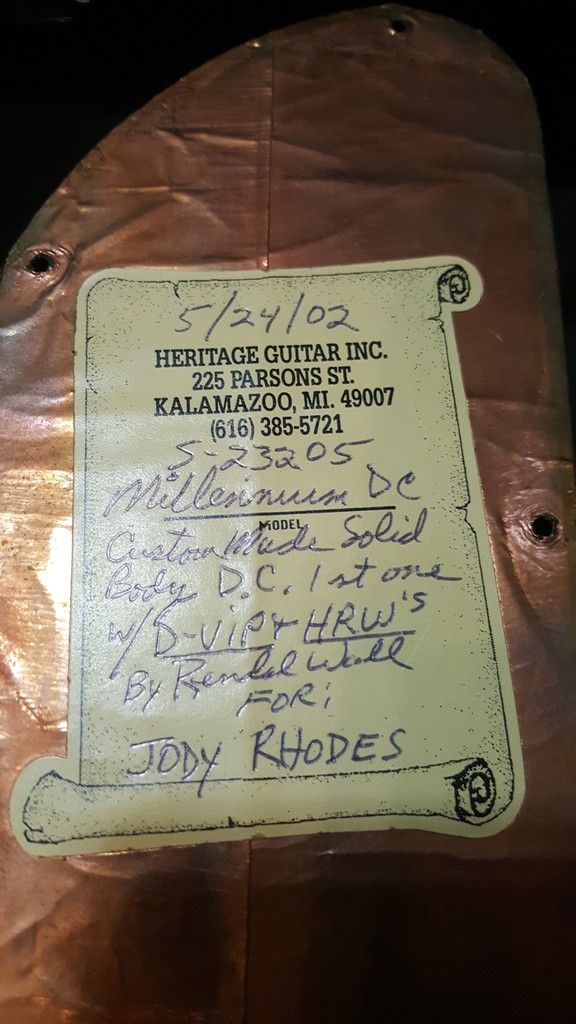 5/24/02
HERITAGE GUITAR INC.
225 PARSONS ST.
KALAMAZOO, MI. 49007
(616) 385-5721
S-23205
Millennium DC
MODEL
Custom Made Solid
Body D.C. 1st one
w/ D-VIP + HRW's
By Rendal Wall
FOR:
JODY RHODES